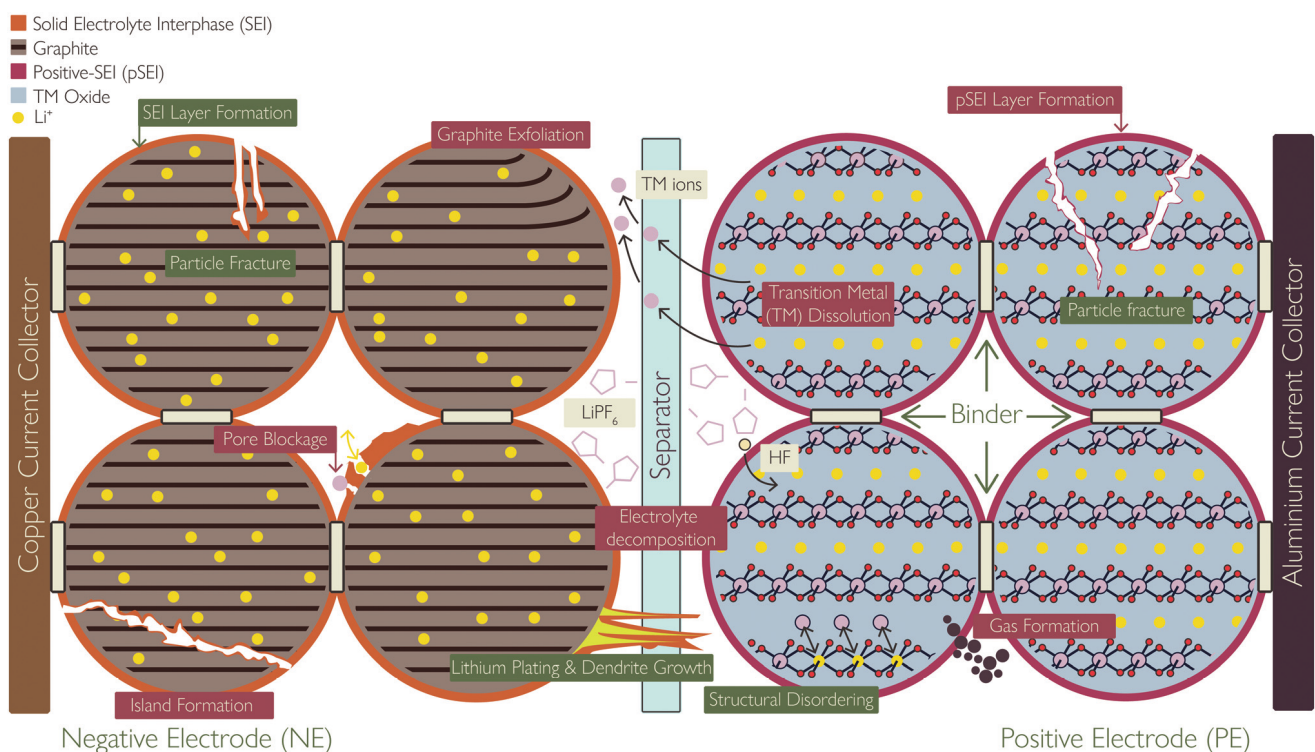 Solid Electrolyte Interphase (SEI)
Graphite
Positive-SEI (pSEI)
TM Oxide
Li⁺
SEI Layer Formation
Graphite Exfoliation
pSEI Layer Formation
TM ions
Particle Fracture
Transition Metal
(TM) Dissolution
Particle fracture
Copper Current Collector
Separator
Aluminium Current Collector
LiPF₆
Binder
Pore Blockage
HF
Electrolyte
decomposition
Gas Formation
Lithium Plating & Dendrite Growth
Structural Disordering
Island Formation
Negative Electrode (NE)
Positive Electrode (PE)